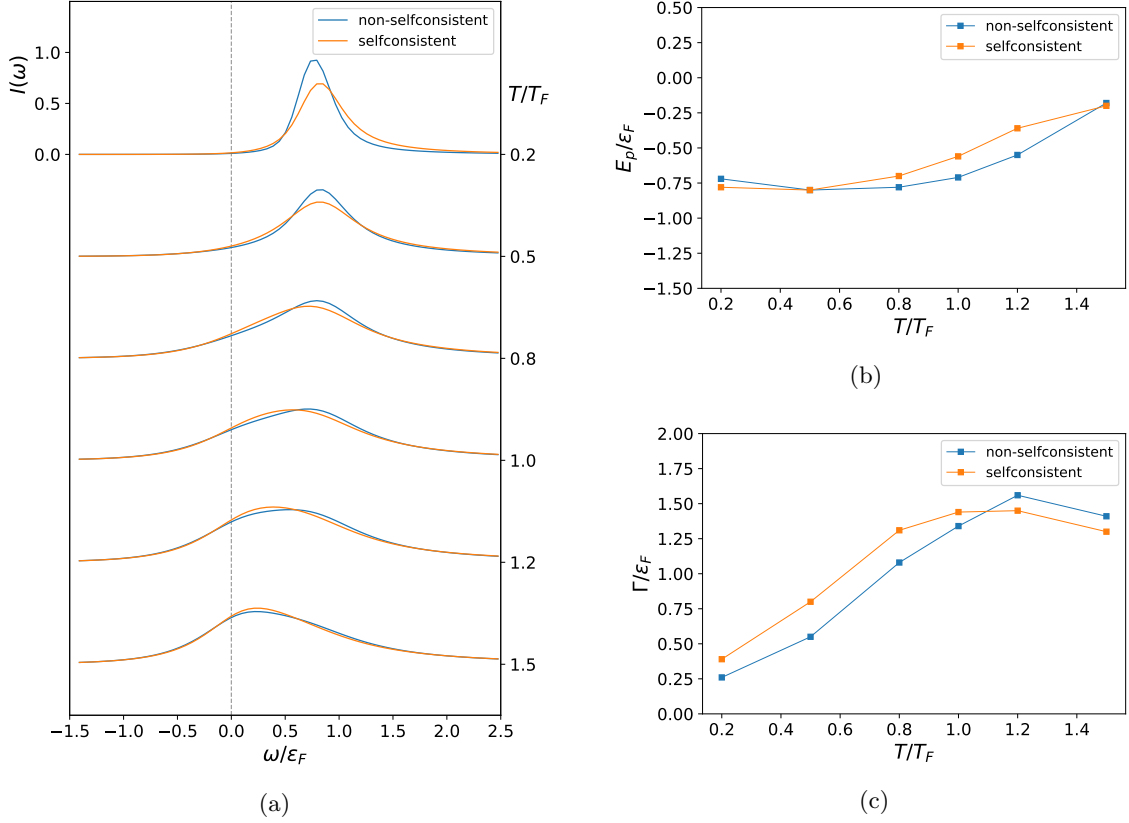 non-selfconsistent
selfconsistent
I(ω)
1.0
0.5
0.0
T/T_F
0.2
0.5
0.8
1.0
1.2
1.5
−1.5 −1.0 −0.5 0.0 0.5 1.0 1.5 2.0 2.5
ω/ε_F
(a)
non-selfconsistent
selfconsistent
E_p/ε_F
0.50
0.25
0.00
−0.25
−0.50
−0.75
−1.00
−1.25
−1.50
0.2 0.4 0.6 0.8 1.0 1.2 1.4
T/T_F
(b)
non-selfconsistent
selfconsistent
Γ/ε_F
2.00
1.75
1.50
1.25
1.00
0.75
0.50
0.25
0.00
0.2 0.4 0.6 0.8 1.0 1.2 1.4
T/T_F
(c)